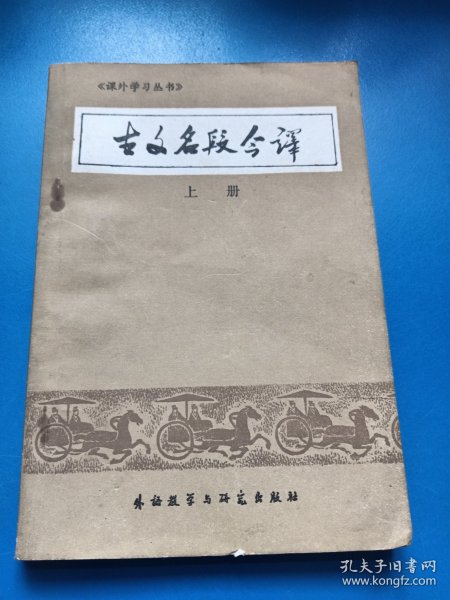 《课外学习丛书》
古文名段今譯
上 册
外语教学与研究出版社
孔夫子旧书网
www.kongfz.com